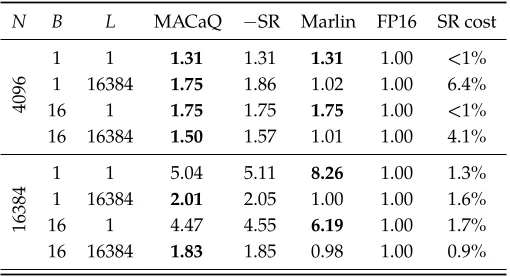 N B L MACaQ −SR Marlin FP16 SR cost
4096
1 1 1.31 1.31 1.31 1.00 <1%
1 16384 1.75 1.86 1.02 1.00 6.4%
16 1 1.75 1.75 1.75 1.00 <1%
16 16384 1.50 1.57 1.01 1.00 4.1%
16384
1 1 5.04 5.11 8.26 1.00 1.3%
1 16384 2.01 2.05 1.00 1.00 1.6%
16 1 4.47 4.55 6.19 1.00 1.7%
16 16384 1.83 1.85 0.98 1.00 0.9%